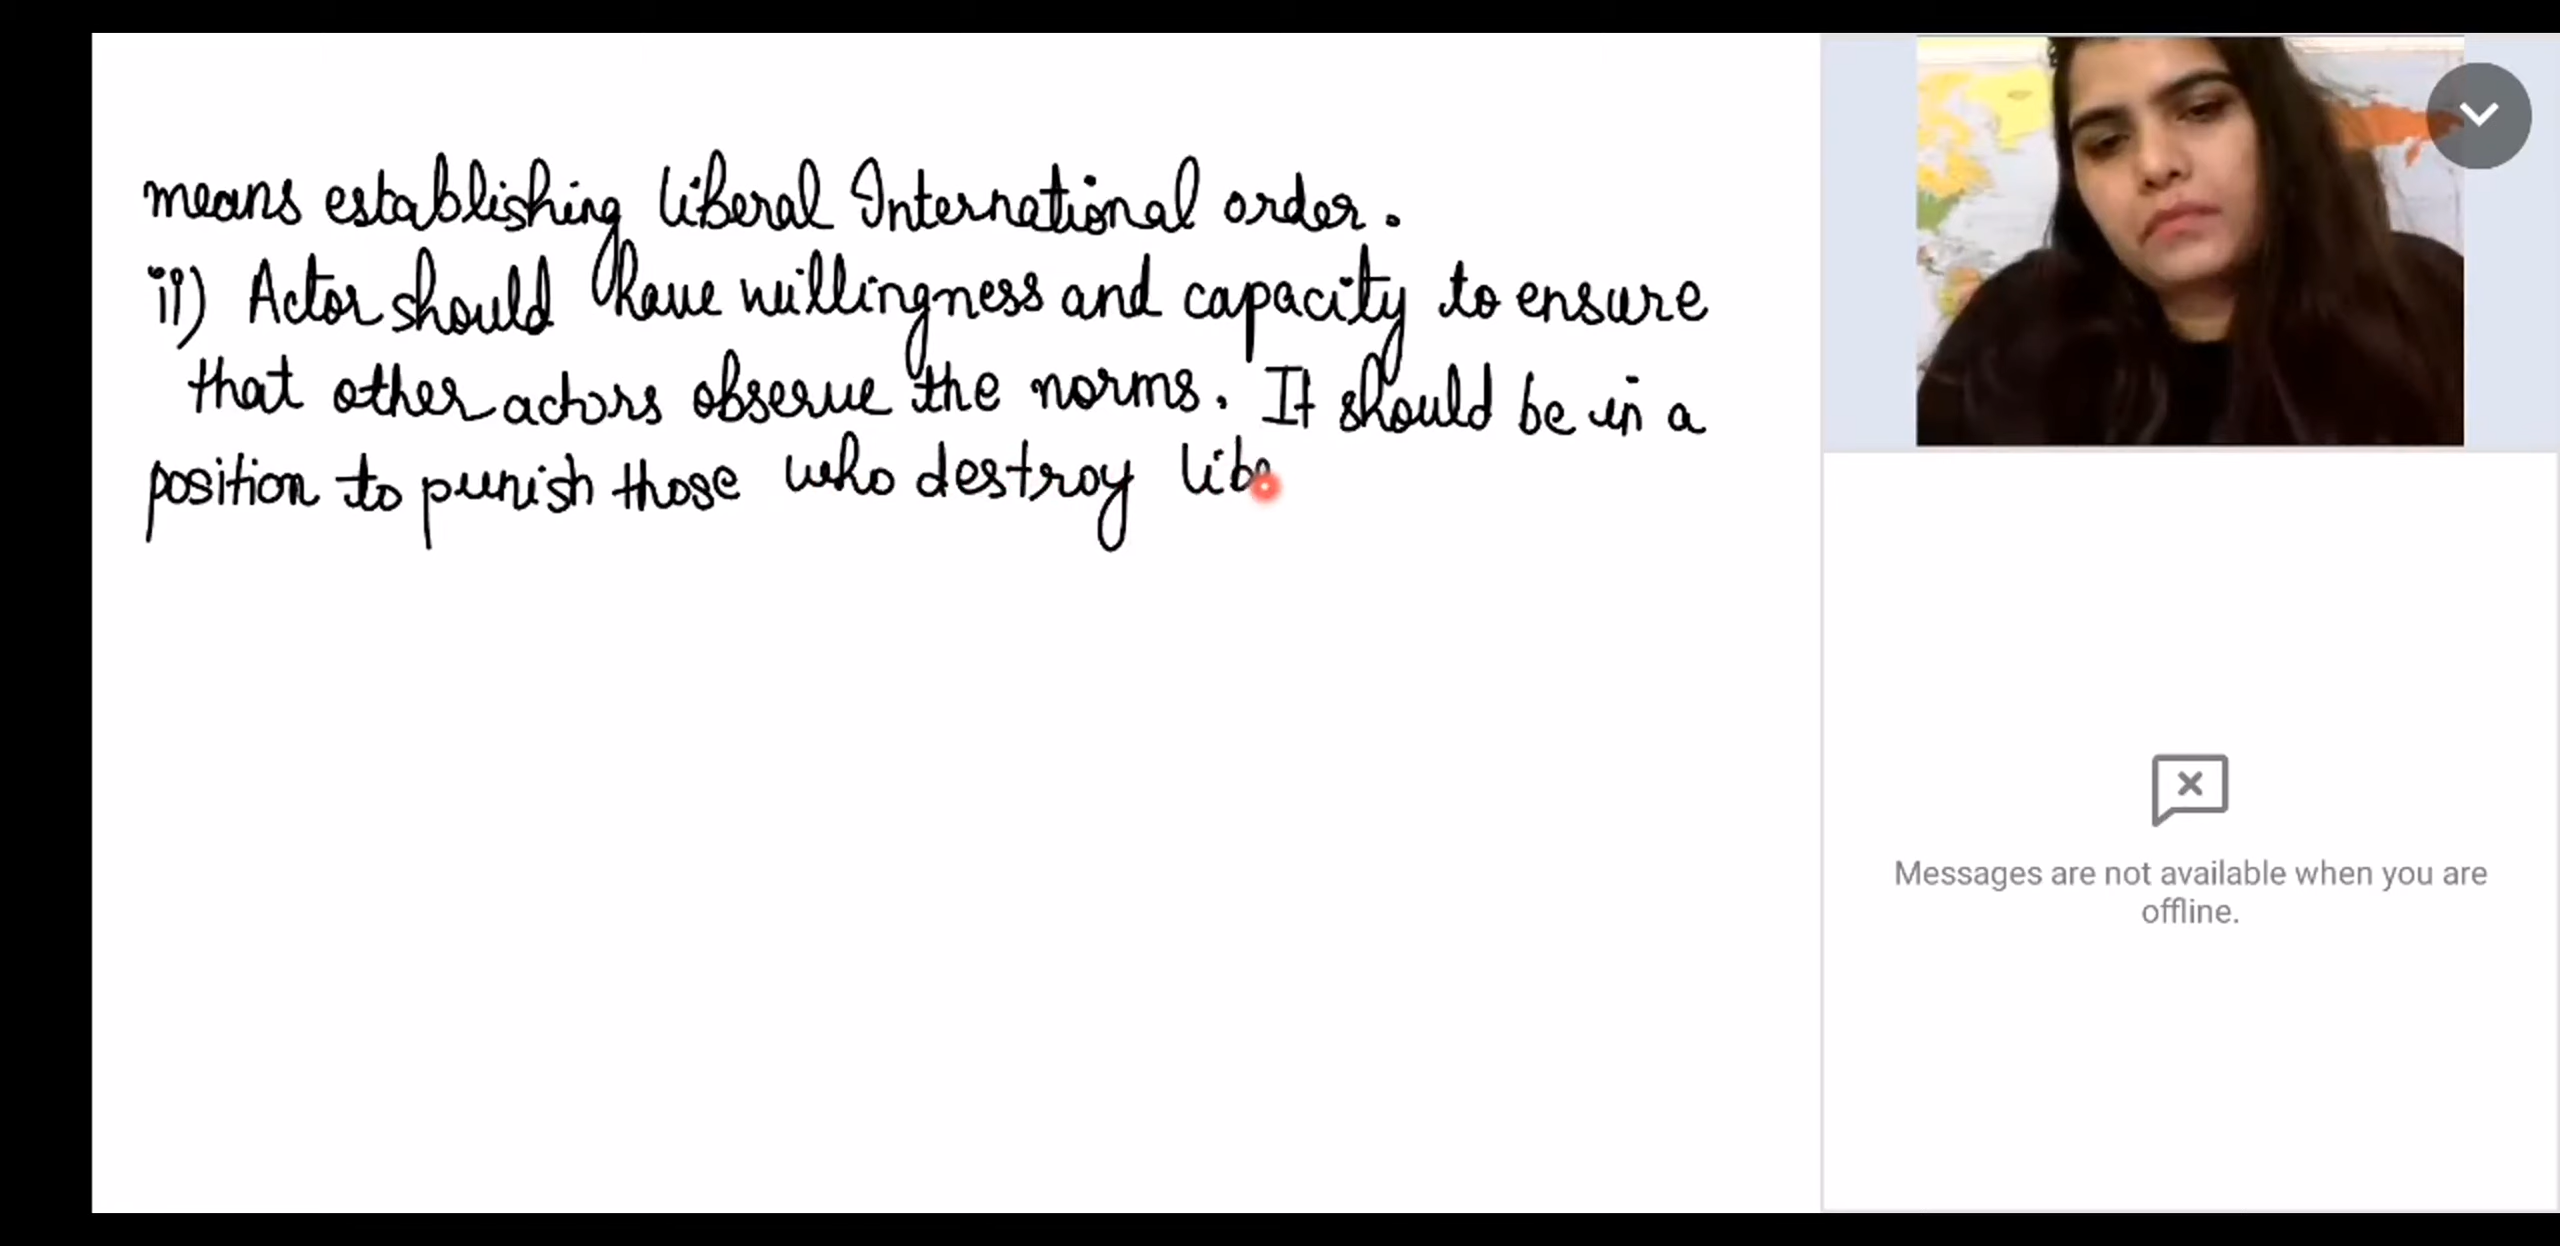 means establishing liberal International order.
ii) Actor should have willingness and capacity to ensure
that other actors observe the norms. It should be in a
position to punish those who destroy libe
Messages are not available when you are
offline.